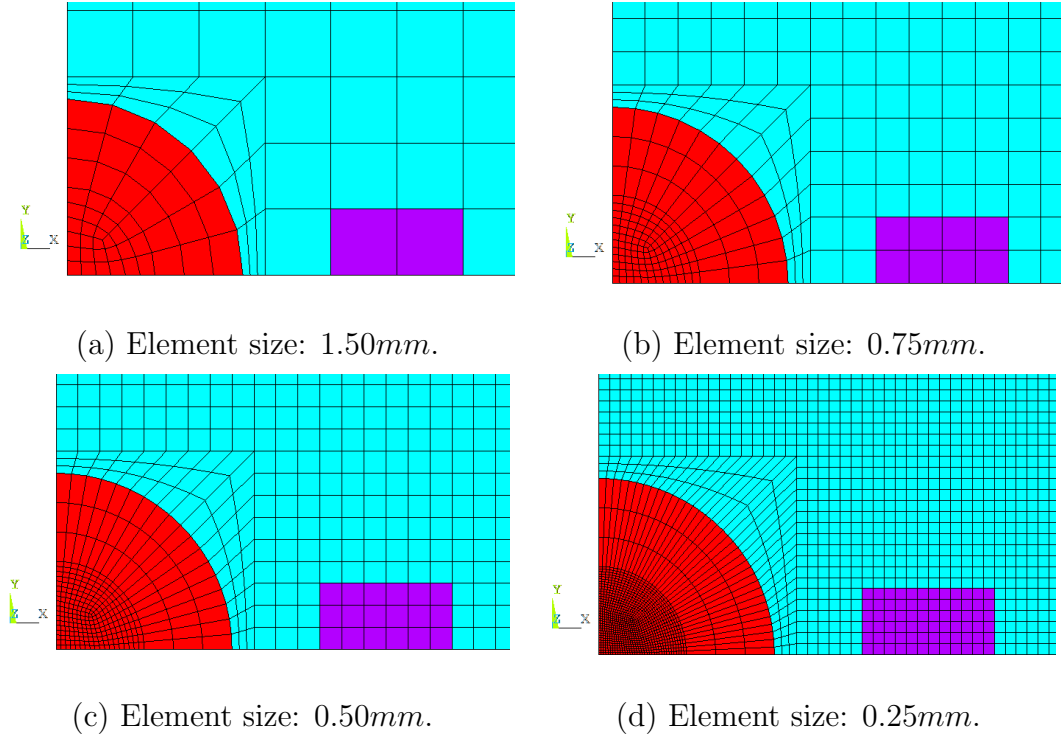 Y
Z X
Y
Z X
(a) Element size: 1.50mm.
(b) Element size: 0.75mm.
Y
Z X
Y
Z X
(c) Element size: 0.50mm.
(d) Element size: 0.25mm.